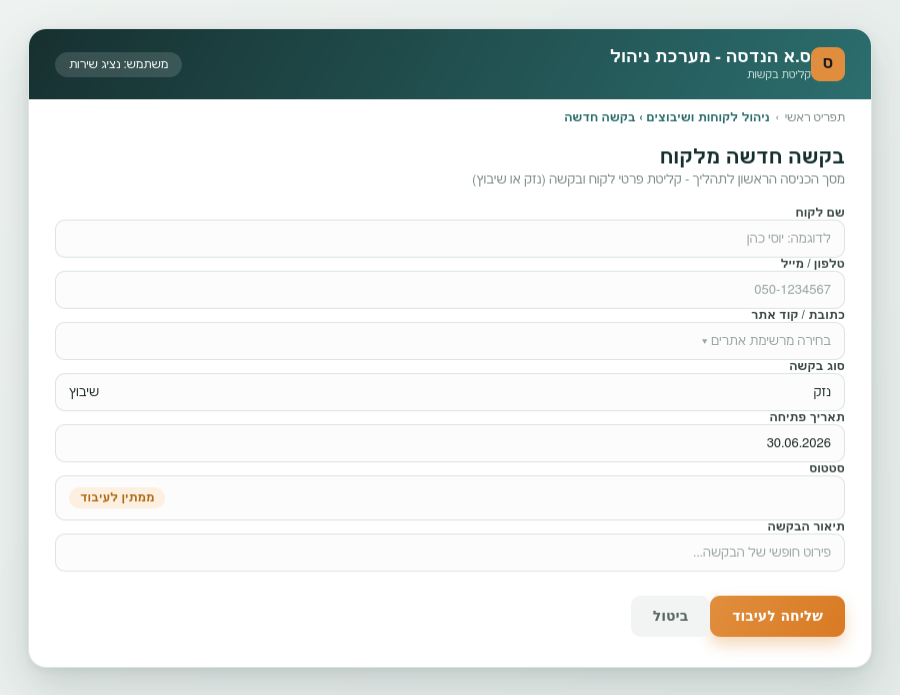 ס
ס.א הנדסה - מערכת ניהול
קליטת בקשות
משתמש: נציג שירות
תפריט ראשי › ניהול לקוחות ושיבוצים › בקשה חדשה
בקשה חדשה מלקוח
מסך הכניסה הראשון לתהליך - קליטת פרטי לקוח ובקשה (נזק או שיבוץ)
שם לקוח
לדוגמה: יוסי כהן
טלפון / מייל
050-1234567
כתובת / קוד אתר
בחירה מרשימת אתרים ▾
סוג בקשה
נזק שיבוץ
תאריך פתיחה
30.06.2026
סטטוס
ממתין לעיבוד
תיאור הבקשה
פירוט חופשי של הבקשה...
שליחה לעיבוד ביטול